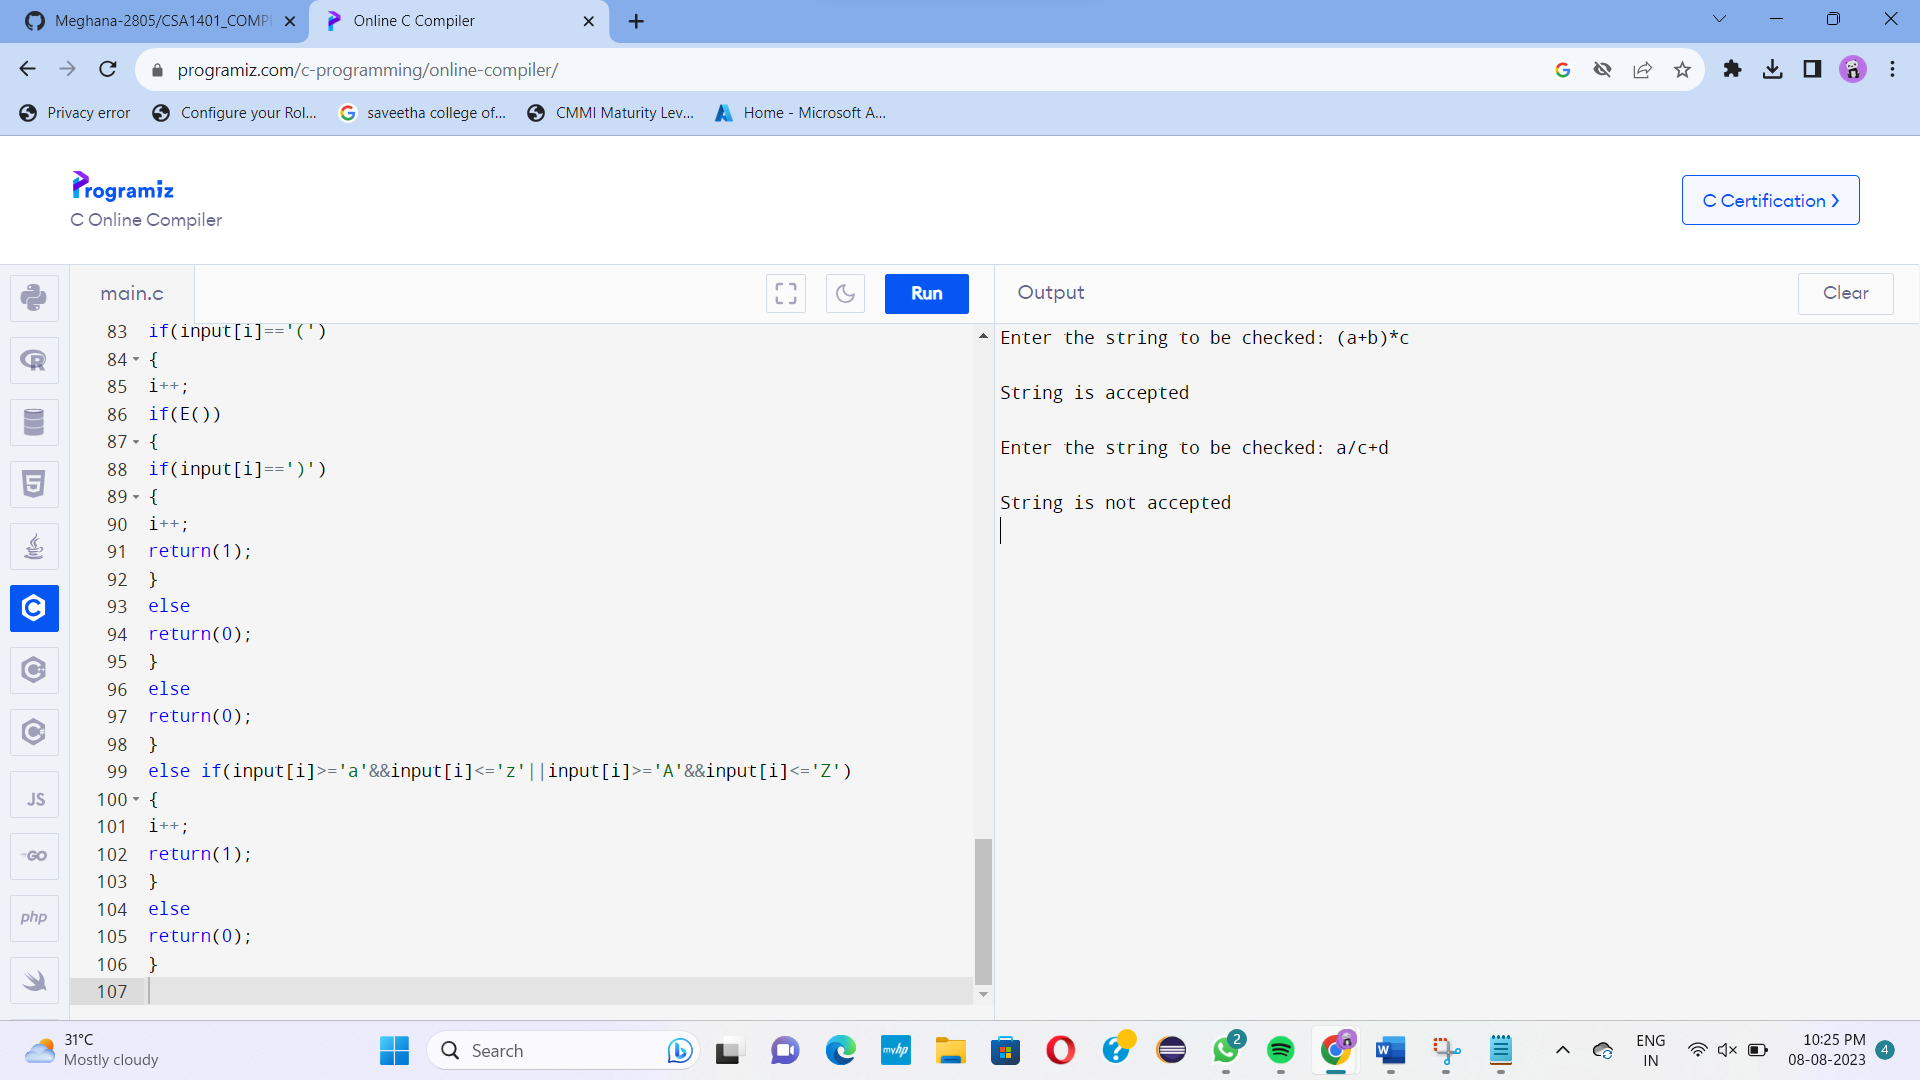 Meghana-2805/CSA1401_COMPI
Online C Compiler
programiz.com/c-programming/online-compiler/
Privacy error
Configure your Rol...
saveetha college of...
CMMI Maturity Lev...
Home - Microsoft A...
Programiz
C Online Compiler
C Certification >
main.c
Run
Output
Clear
83 if(input[i]=='(')
84 {
85 i++;
86 if(E())
87 {
88 if(input[i]==')')
89 {
90 i++;
91 return(1);
92 }
93 else
94 return(0);
95 }
96 else
97 return(0);
98 }
99 else if(input[i]>='a'&&input[i]<='z'||input[i]>='A'&&input[i]<='Z')
100 {
101 i++;
102 return(1);
103 }
104 else
105 return(0);
106 }
107
Enter the string to be checked: (a+b)*c
String is accepted
Enter the string to be checked: a/c+d
String is not accepted
JS
GO
php
31°C
Mostly cloudy
Search
myhp
2
ENG
IN
10:25 PM
08-08-2023
4